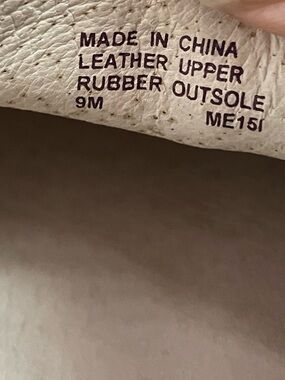 MADE IN CHINA
LEATHER UPPER
RUBBER OUTSOLE
9M ME15I